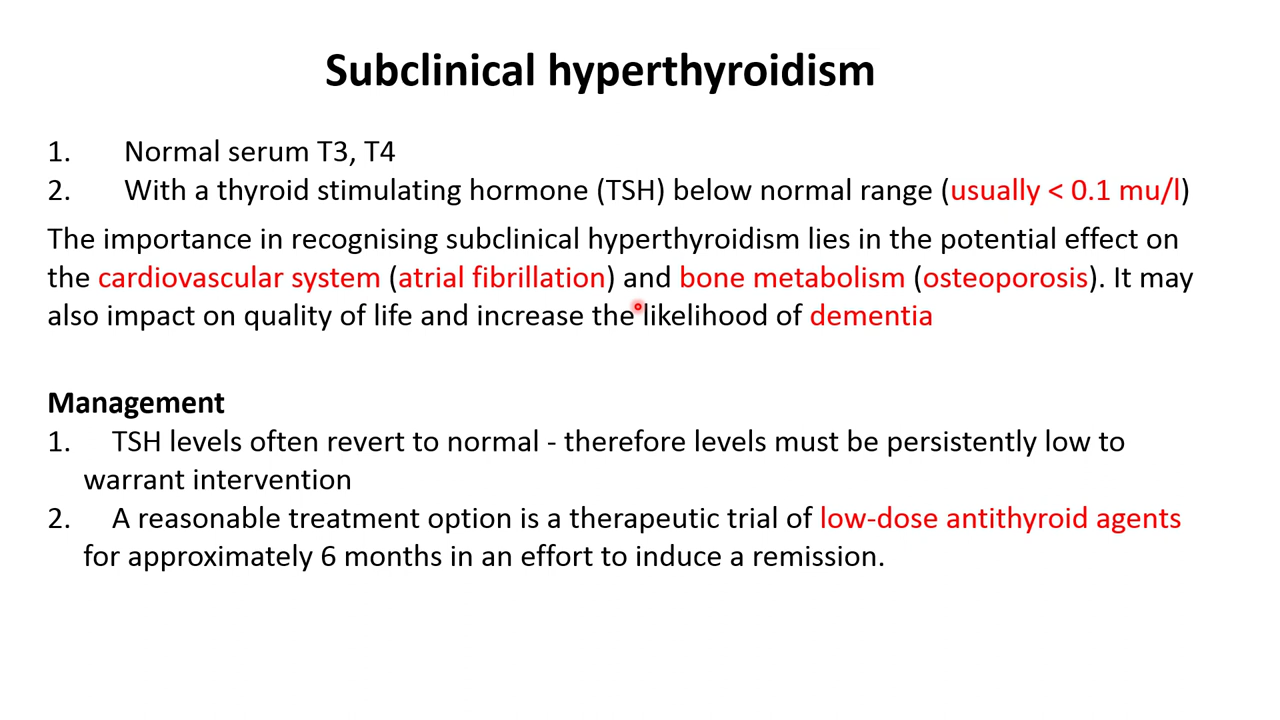 Subclinical hyperthyroidism
1. Normal serum T3, T4
2. With a thyroid stimulating hormone (TSH) below normal range (usually < 0.1 mu/l)
The importance in recognising subclinical hyperthyroidism lies in the potential effect on
the cardiovascular system (atrial fibrillation) and bone metabolism (osteoporosis). It may
also impact on quality of life and increase the likelihood of dementia
Management
1. TSH levels often revert to normal - therefore levels must be persistently low to
warrant intervention
2. A reasonable treatment option is a therapeutic trial of low-dose antithyroid agents
for approximately 6 months in an effort to induce a remission.